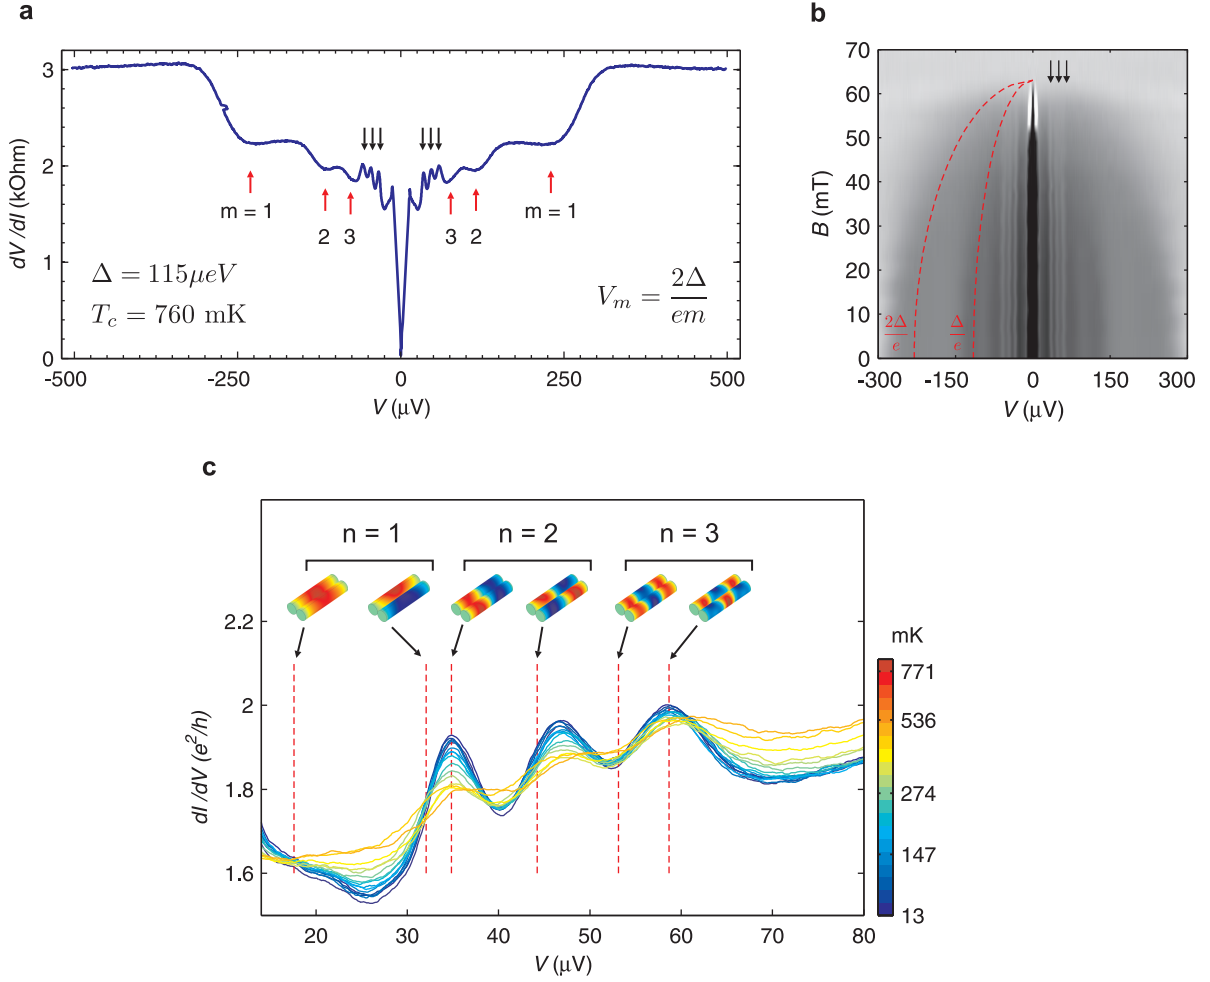 a
dV/dI (kOhm)
3
2
1
0
m = 1
2
3
3
2
m = 1
Δ = 115μeV
T_c = 760 mK
V_m = 2Δ/em
-500
-250
0
250
500
V (μV)
b
B (mT)
70
60
50
40
30
20
10
0
2Δ/e
Δ/e
-300
-150
0
150
300
V (μV)
c
n = 1
n = 2
n = 3
dI/dV (e²/h)
2.2
2
1.8
1.6
20
30
40
50
60
70
80
V (μV)
mK
771
536
274
147
13